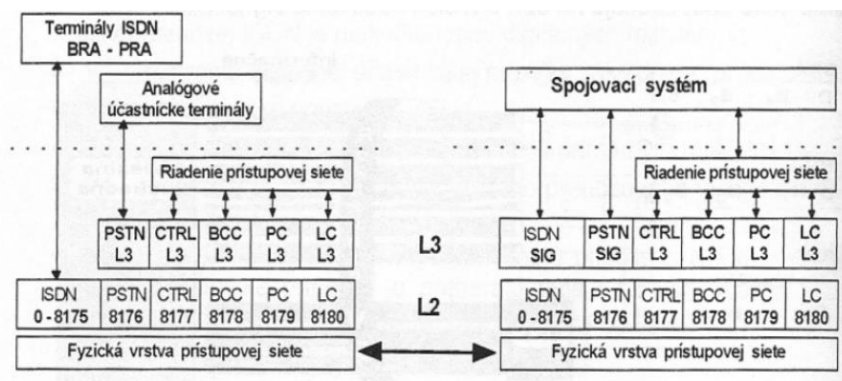 Terminály ISDN
BRA - PRA
Analógové
účastnícke terminály
Spojovací systém
Riadenie prístupovej siete
Riadenie prístupovej siete
PSTN CTRL BCC PC LC
L3 L3 L3 L3 L3
L3
ISDN PSTN CTRL BCC PC LC
SIG SIG L3 L3 L3 L3
ISDN PSTN CTRL BCC PC LC
0 - 8175 8176 8177 8178 8179 8180
L2
ISDN PSTN CTRL BCC PC LC
0 - 8175 8176 8177 8178 8179 8180
Fyzická vrstva prístupovej siete
Fyzická vrstva prístupovej siete